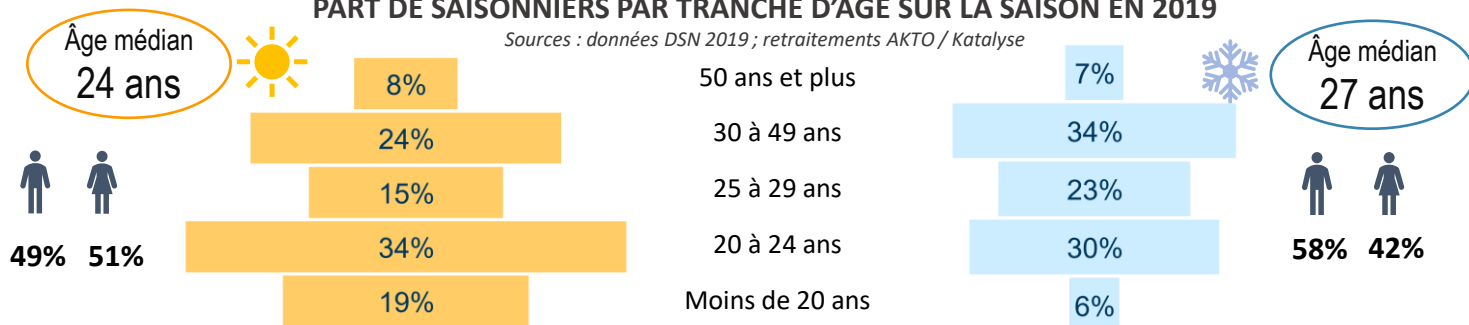 PART DE SAISONNIERS PAR TRANCHE D'ÂGE SUR LA SAISON EN 2019
Sources : données DSN 2019 ; retraitements AKTO / Katalyse
Âge médian
24 ans
Âge médian
27 ans
8% 50 ans et plus 7%
24% 30 à 49 ans 34%
15% 25 à 29 ans 23%
34% 20 à 24 ans 30%
19% Moins de 20 ans 6%
49% 51%
58% 42%